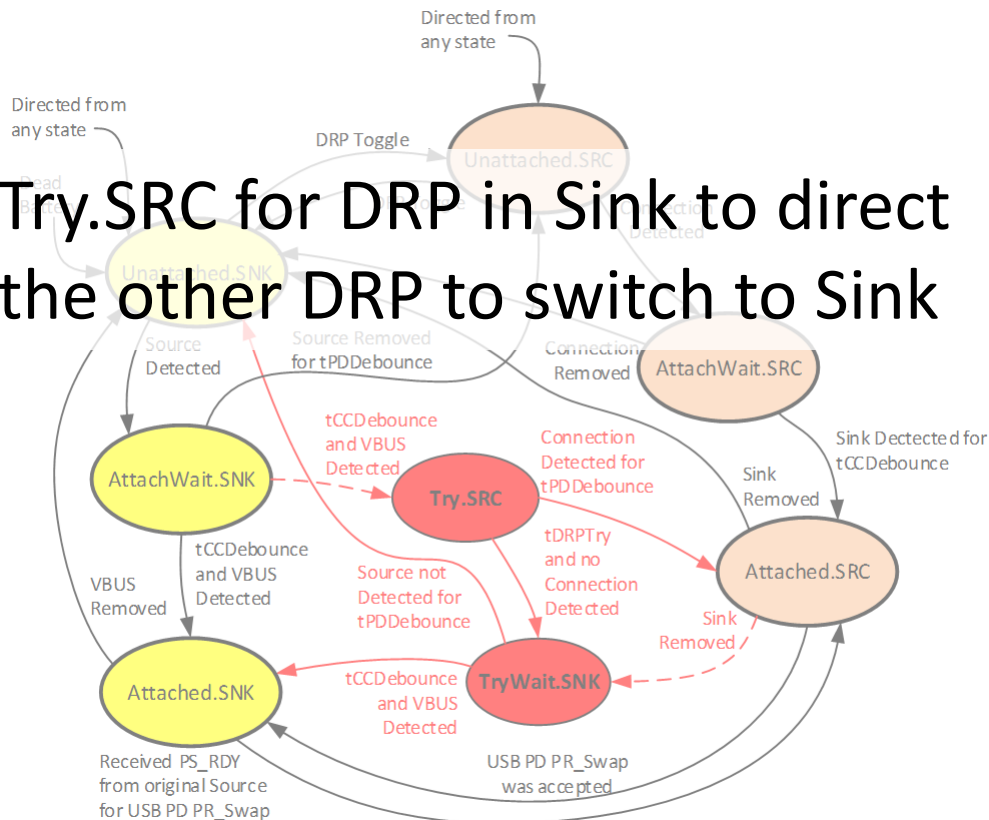 Directed from
any state
Directed from
any state
DRP Toggle
Unattached.SRC
Dead
Try.SRC for DRP in Sink to direct
Detected
Unattached.SNK
the other DRP to switch to Sink
Source
Detected
Source Removed
for tPDDebounce
Connection
Removed
AttachWait.SRC
tCCDebounce
and VBUS
Detected
Connection
Detected for
tPDDebounce
Sink Dectected for
tCCDebounce
AttachWait.SNK
Try.SRC
Sink
Removed
tCCDebounce
and VBUS
Detected
tDRPTry
and no
Connection
Detected
Attached.SRC
VBUS
Removed
Source not
Detected for
tPDDebounce
Sink
Removed
Attached.SNK
TryWait.SNK
tCCDebounce
and VBUS
Detected
Received PS_RDY
from original Source
for USB PD PR_Swap
USB PD PR_Swap
was accepted